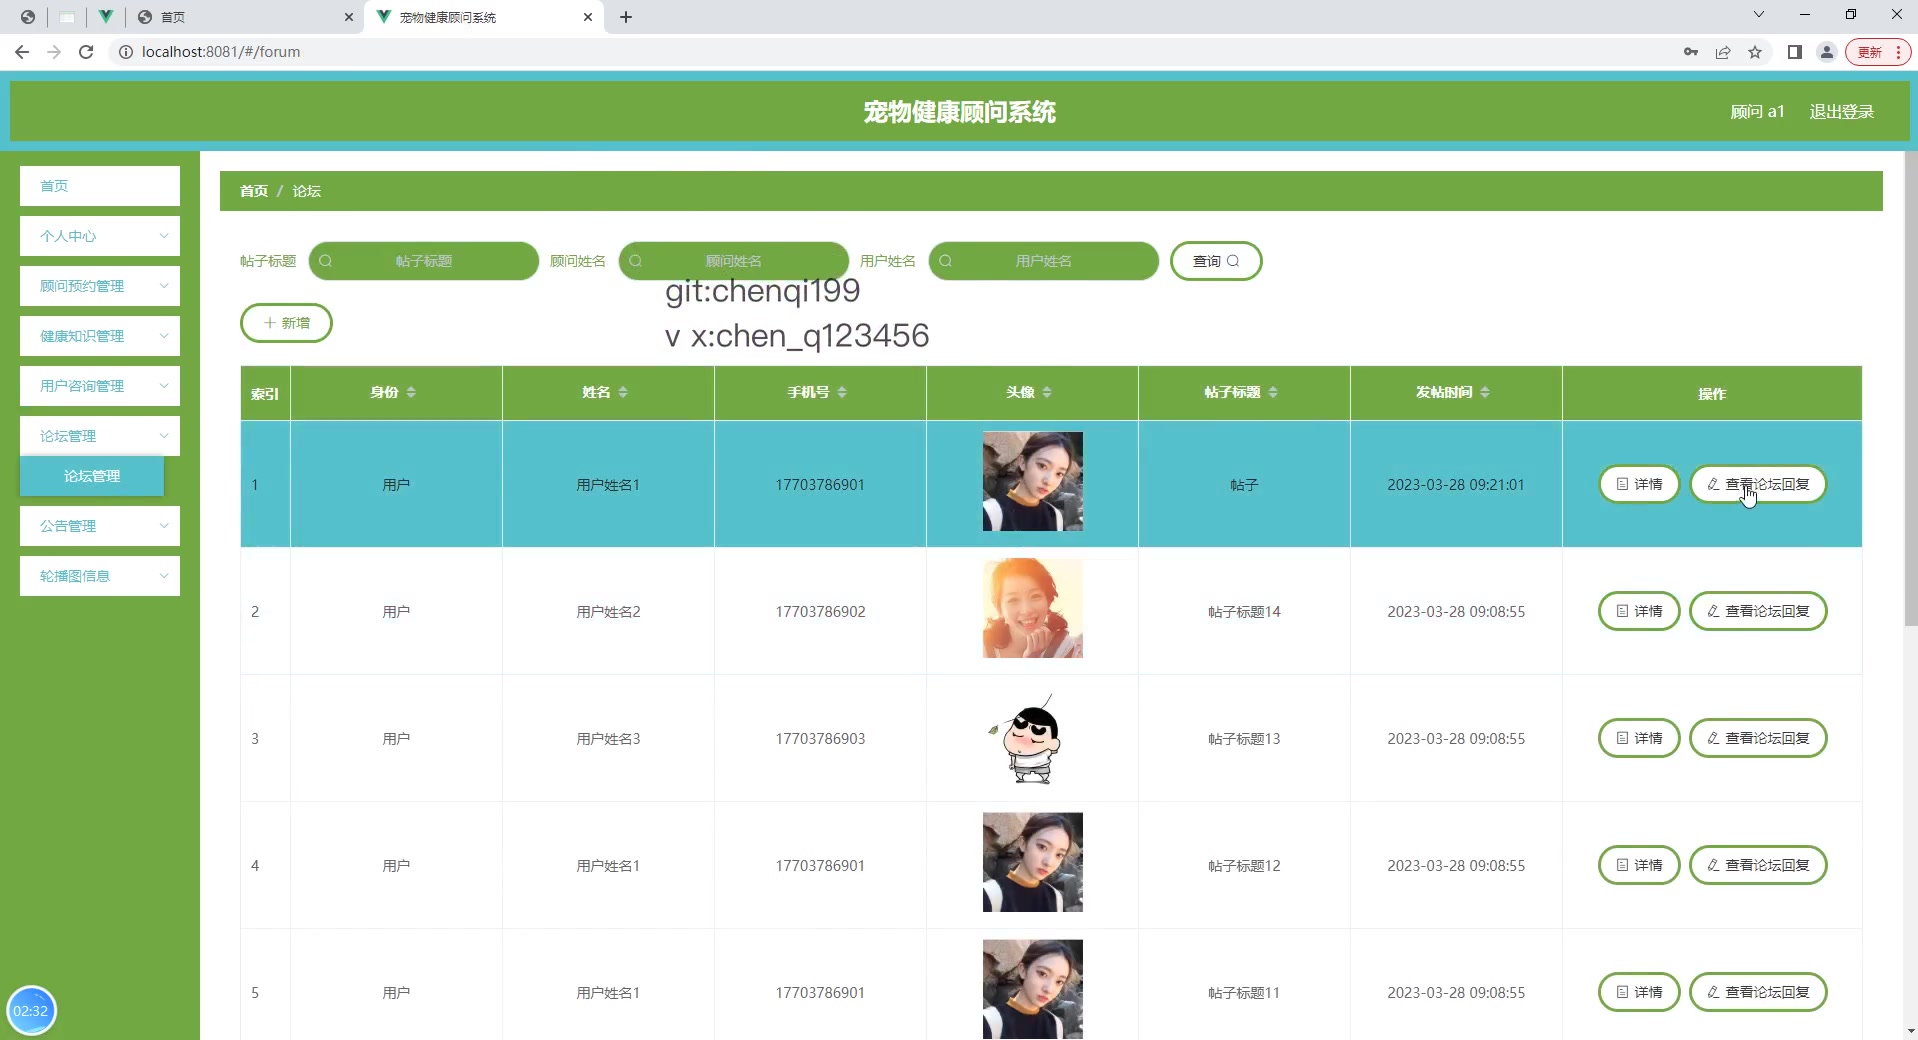 首页
宠物健康顾问系统
localhost:8081/#/forum
更新
宠物健康顾问系统
顾问 a1
退出登录
首页
个人中心
顾问预约管理
健康知识管理
用户咨询管理
论坛管理
论坛管理
公告管理
轮播图信息
首页 / 论坛
帖子标题 帖子标题 顾问姓名 顾问姓名 用户姓名 用户姓名 查询
git:chenqi199
v x:chen_q123456
新增
索引 身份 姓名 手机号 头像 帖子标题 发帖时间 操作
1 用户 用户姓名1 17703786901 帖子 2023-03-28 09:21:01 详情 查看论坛回复
2 用户 用户姓名2 17703786902 帖子标题14 2023-03-28 09:08:55 详情 查看论坛回复
3 用户 用户姓名3 17703786903 帖子标题13 2023-03-28 09:08:55 详情 查看论坛回复
4 用户 用户姓名1 17703786901 帖子标题12 2023-03-28 09:08:55 详情 查看论坛回复
5 用户 用户姓名1 17703786901 帖子标题11 2023-03-28 09:08:55 详情 查看论坛回复
02:32